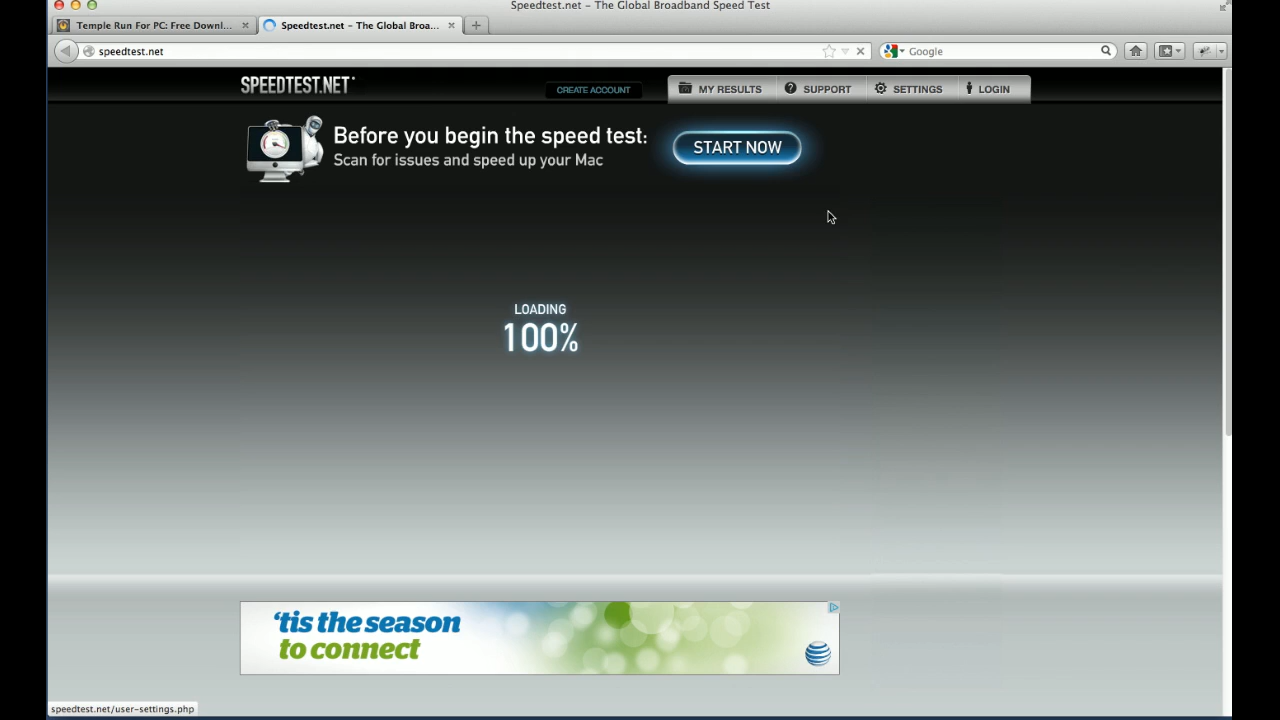 Speedtest.net – The Global Broadband Speed Test
Temple Run For PC: Free Downl...
Speedtest.net – The Global Broa...
speedtest.net
Google
SPEEDTEST.NET
CREATE ACCOUNT
MY RESULTS
SUPPORT
SETTINGS
LOGIN
Before you begin the speed test:
Scan for issues and speed up your Mac
START NOW
LOADING
100%
'tis the season
to connect
speedtest.net/user-settings.php